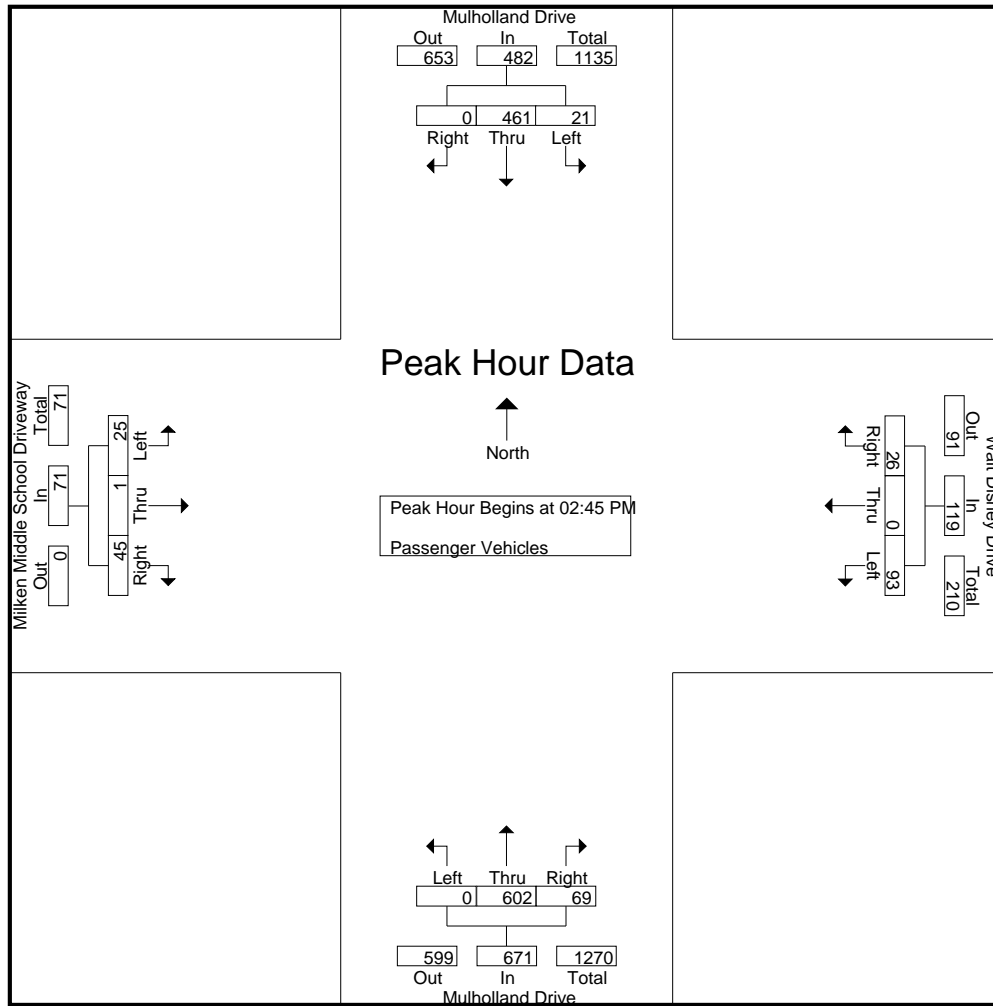 Mulholland Drive
Out In Total
653 482 1135
0 461 21
Right Thru Left
Peak Hour Data
North
Peak Hour Begins at 02:45 PM
Passenger Vehicles
Milken Middle School Driveway
Out In Total
0 71 71
45 1 25
Right Thru Left
Walt Disney Drive
Out In Total
91 119 210
26 0 93
Right Thru Left
Left Thru Right
0 602 69
599 671 1270
Out In Total
Mulholland Drive